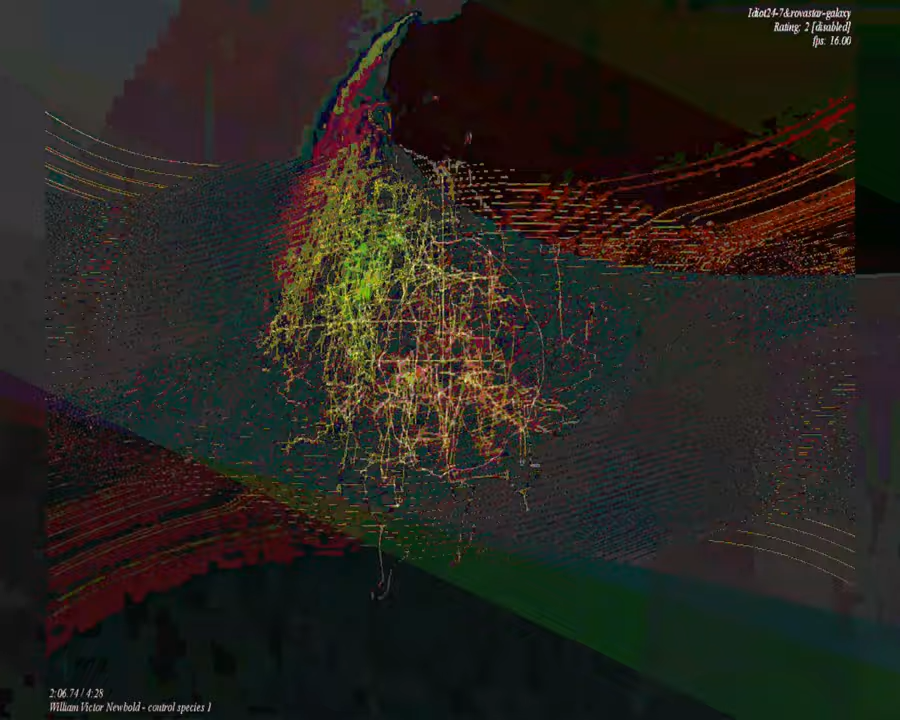 Idiot24-7&rovastar-galaxy
Rating: 2 [disabled]
fps: 16.00
2:06.74 / 4:28
William Victor Newbold - control species 1